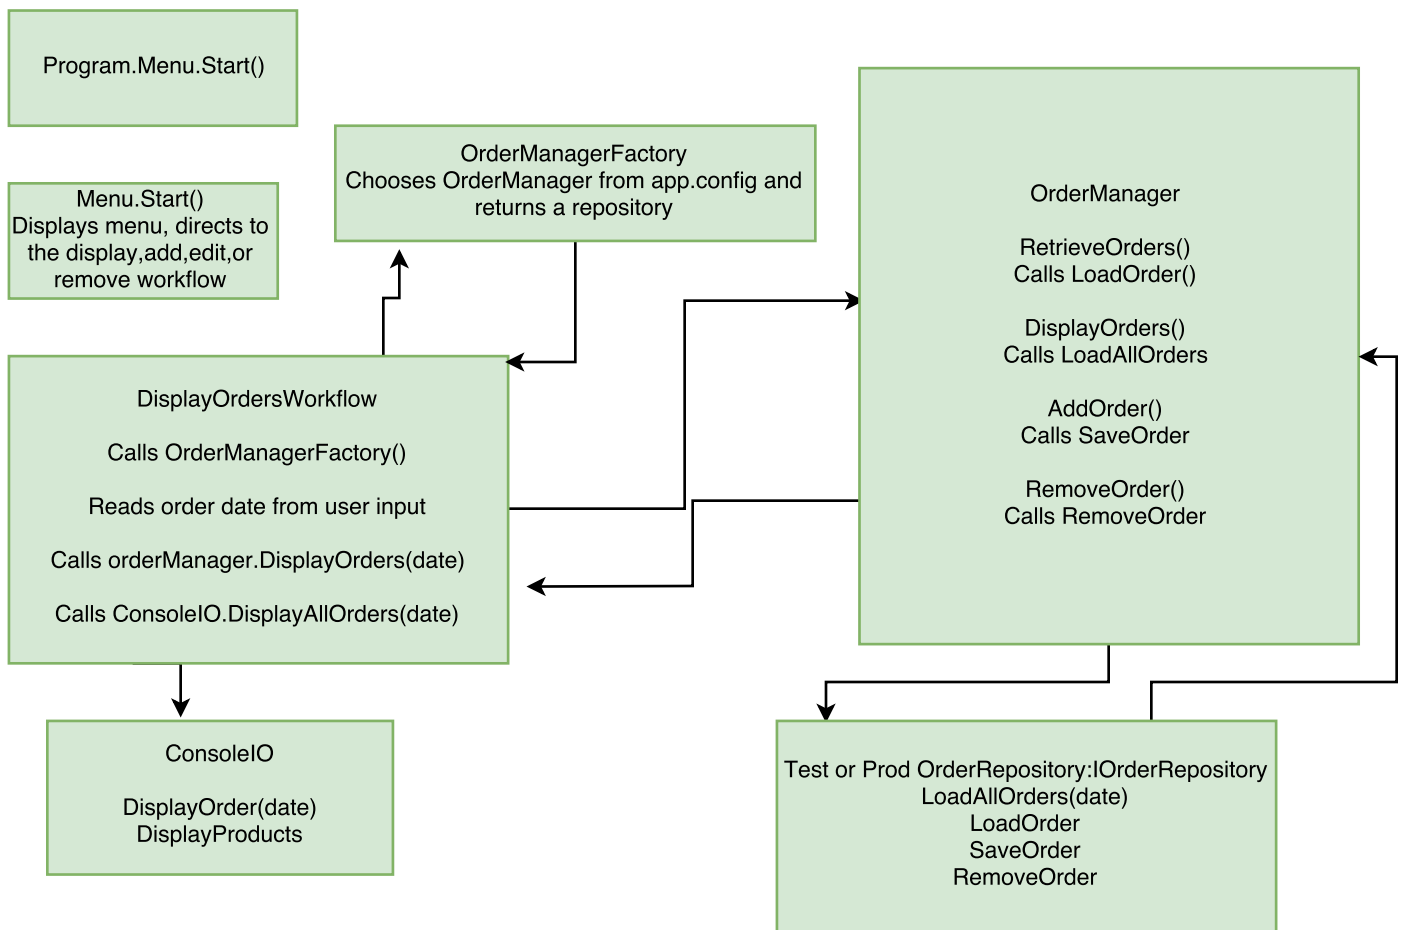 Program.Menu.Start()
Menu.Start()
Displays menu, directs to
the display,add,edit,or
remove workflow
OrderManagerFactory
Chooses OrderManager from app.config and
returns a repository
DisplayOrdersWorkflow
Calls OrderManagerFactory()
Reads order date from user input
Calls orderManager.DisplayOrders(date)
Calls ConsoleIO.DisplayAllOrders(date)
ConsoleIO
DisplayOrder(date)
DisplayProducts
OrderManager
RetrieveOrders()
Calls LoadOrder()
DisplayOrders()
Calls LoadAllOrders
AddOrder()
Calls SaveOrder
RemoveOrder()
Calls RemoveOrder
Test or Prod OrderRepository:IOrderRepository
LoadAllOrders(date)
LoadOrder
SaveOrder
RemoveOrder